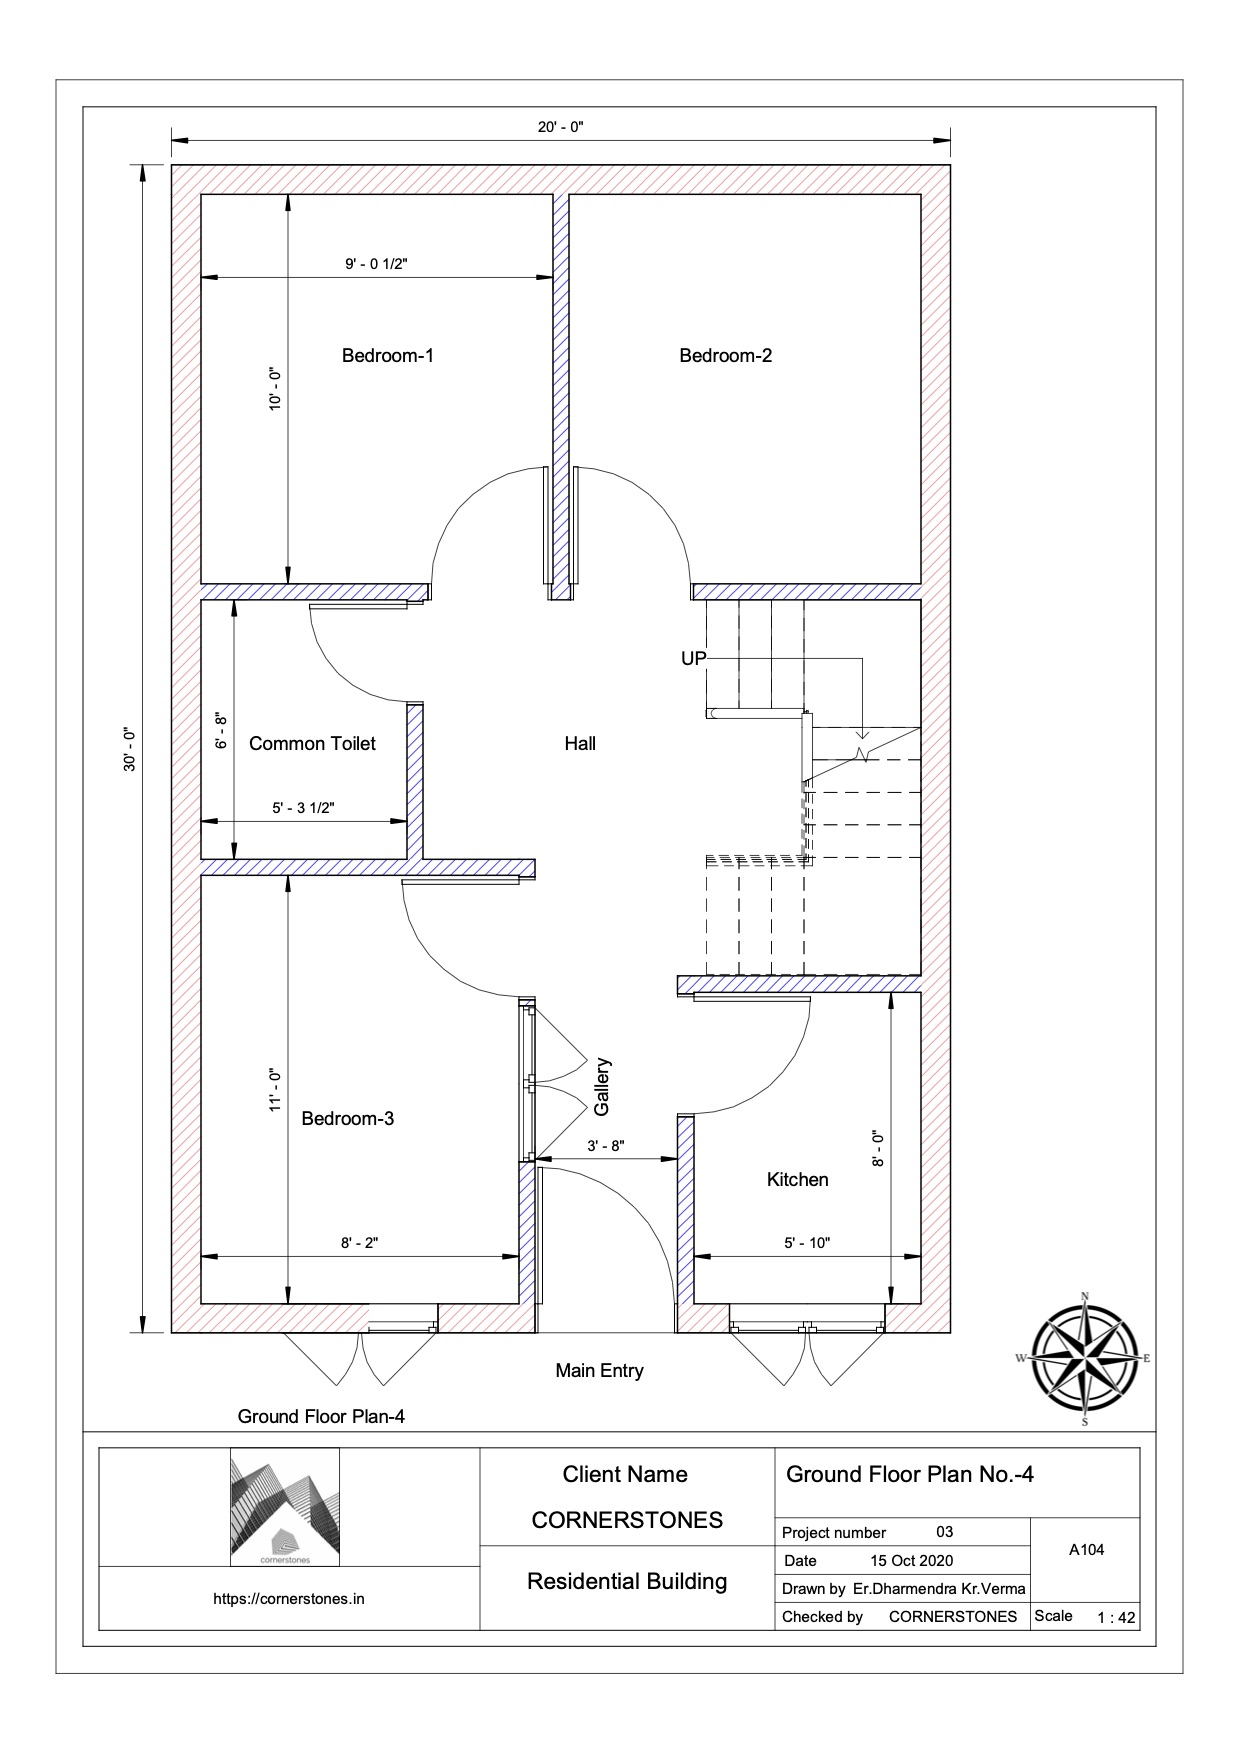 20' - 0"
9' - 0 1/2"
Bedroom-1
Bedroom-2
10' - 0"
UP
30' - 0"
6' - 8"
Common Toilet
Hall
5' - 3 1/2"
Gallery
11' - 0"
Bedroom-3
3' - 8"
8' - 0"
Kitchen
8' - 2"
5' - 10"
N
W
E
S
Main Entry
Ground Floor Plan-4
cornerstones
https://cornerstones.in
Client Name
CORNERSTONES
Residential Building
Ground Floor Plan No.-4
Project number 03
Date 15 Oct 2020
Drawn by Er.Dharmendra Kr.Verma
Checked by CORNERSTONES
A104
Scale 1 : 42